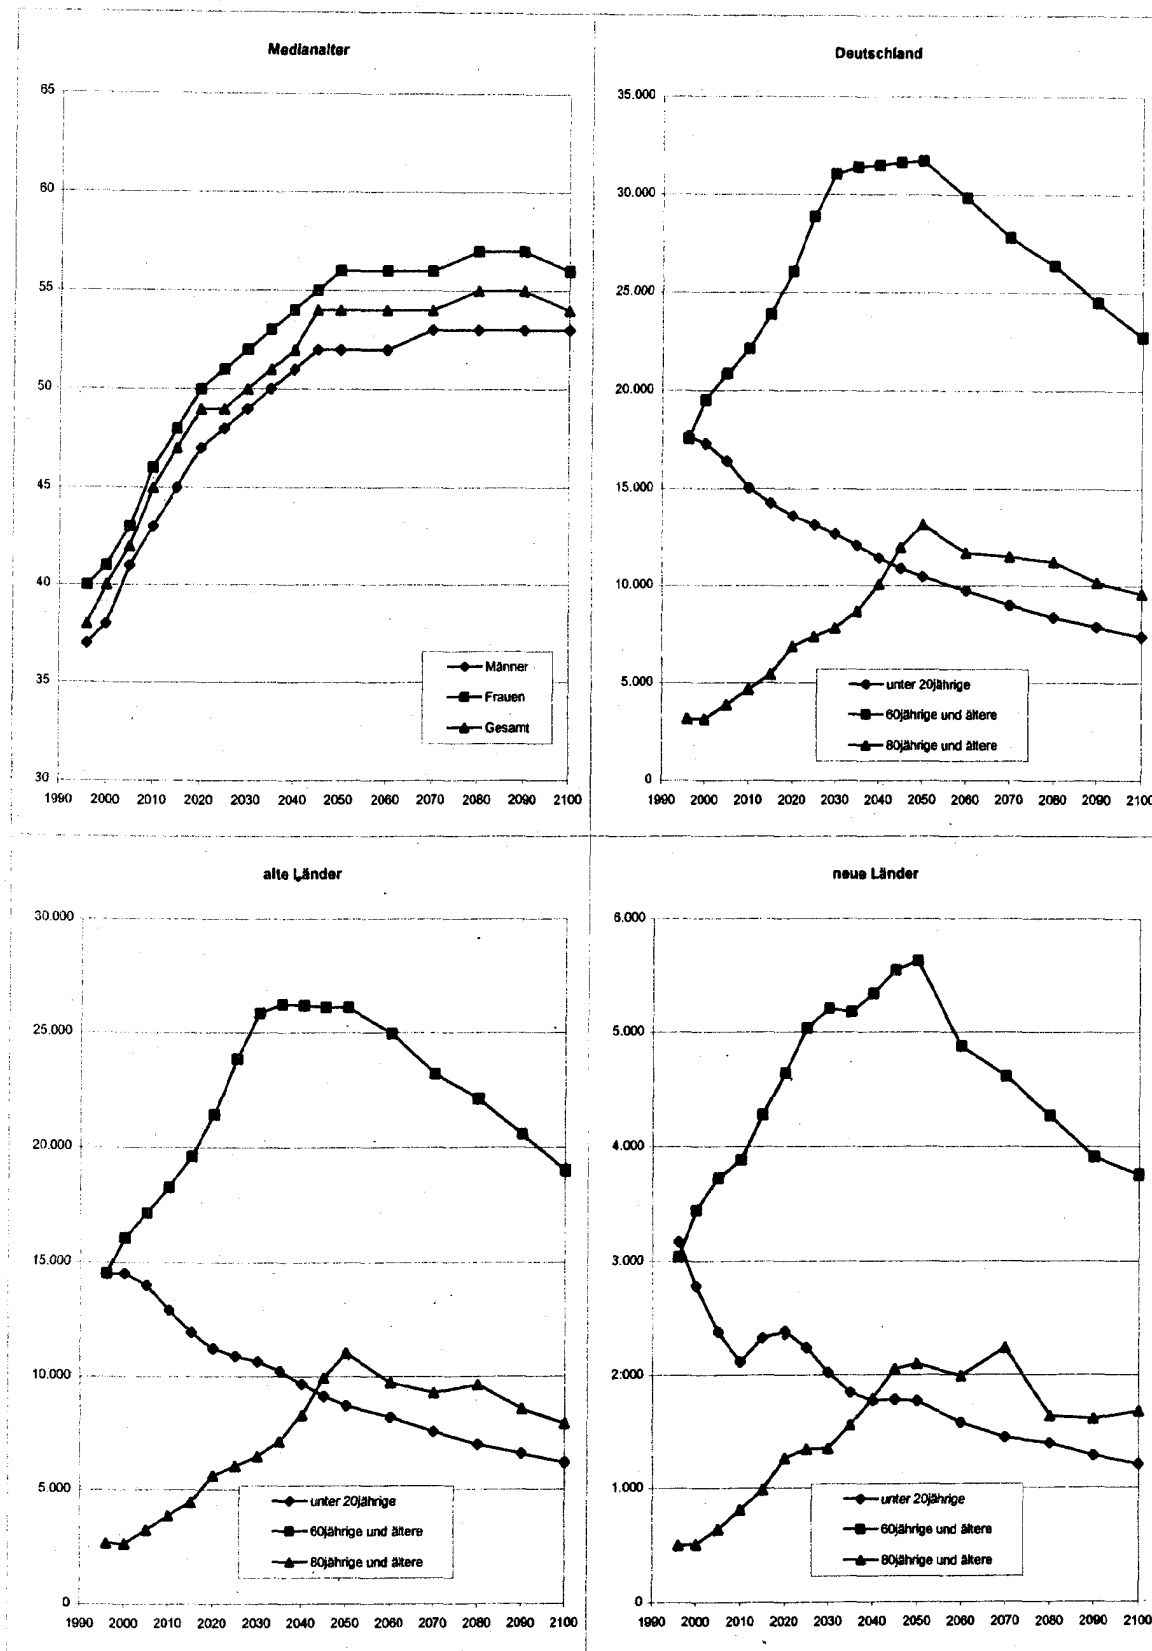 Medianalter
65
60
55
50
45
40
35
30
Männer
Frauen
Gesamt
1990 2000 2010 2020 2030 2040 2050 2060 2070 2080 2090 2100
Deutschland
35.000
30.000
25.000
20.000
15.000
10.000
5.000
0
unter 20jährige
60jährige und ältere
80jährige und ältere
1990 2000 2010 2020 2030 2040 2050 2060 2070 2080 2090 2100
alte Länder
30.000
25.000
20.000
15.000
10.000
5.000
0
unter 20jährige
60jährige und ältere
80jährige und ältere
1990 2000 2010 2020 2030 2040 2050 2060 2070 2080 2090 2100
neue Länder
6.000
5.000
4.000
3.000
2.000
1.000
0
unter 20jährige
60jährige und ältere
80jährige und ältere
1990 2000 2010 2020 2030 2040 2050 2060 2070 2080 2090 2100